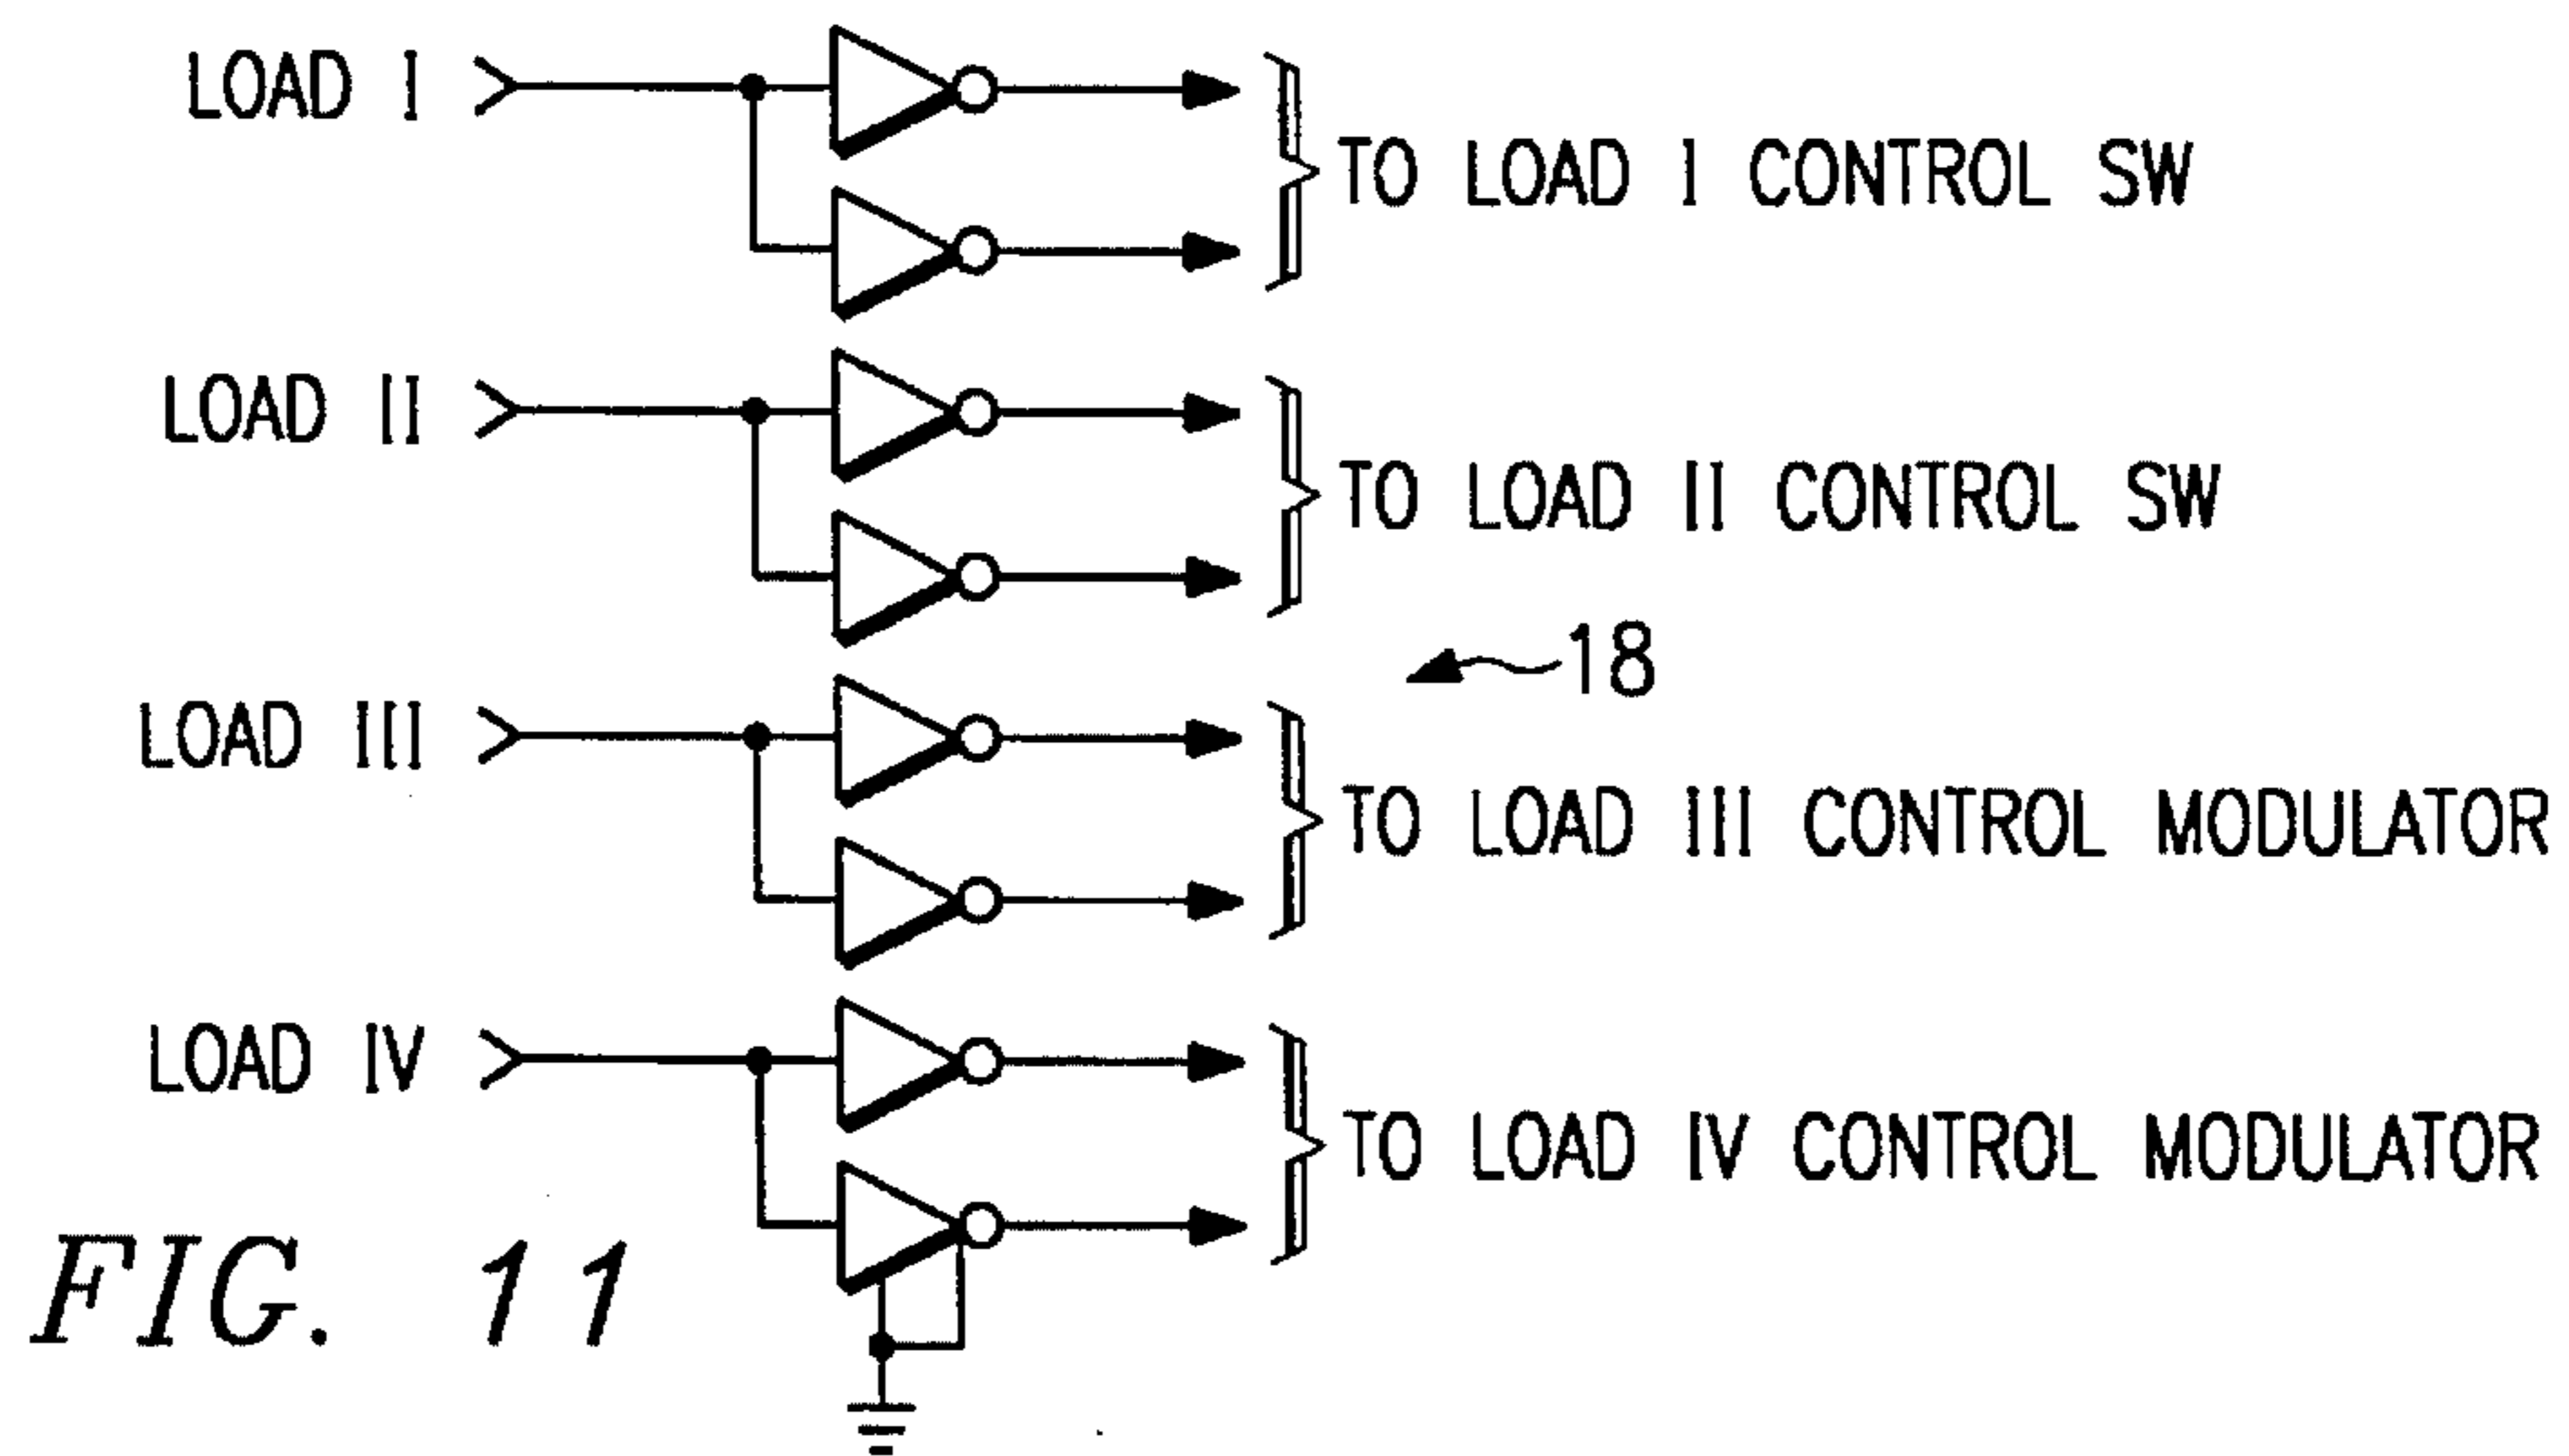 LOAD I
TO LOAD I CONTROL SW
LOAD II
TO LOAD II CONTROL SW
18
LOAD III
TO LOAD III CONTROL MODULATOR
LOAD IV
TO LOAD IV CONTROL MODULATOR
FIG. 11